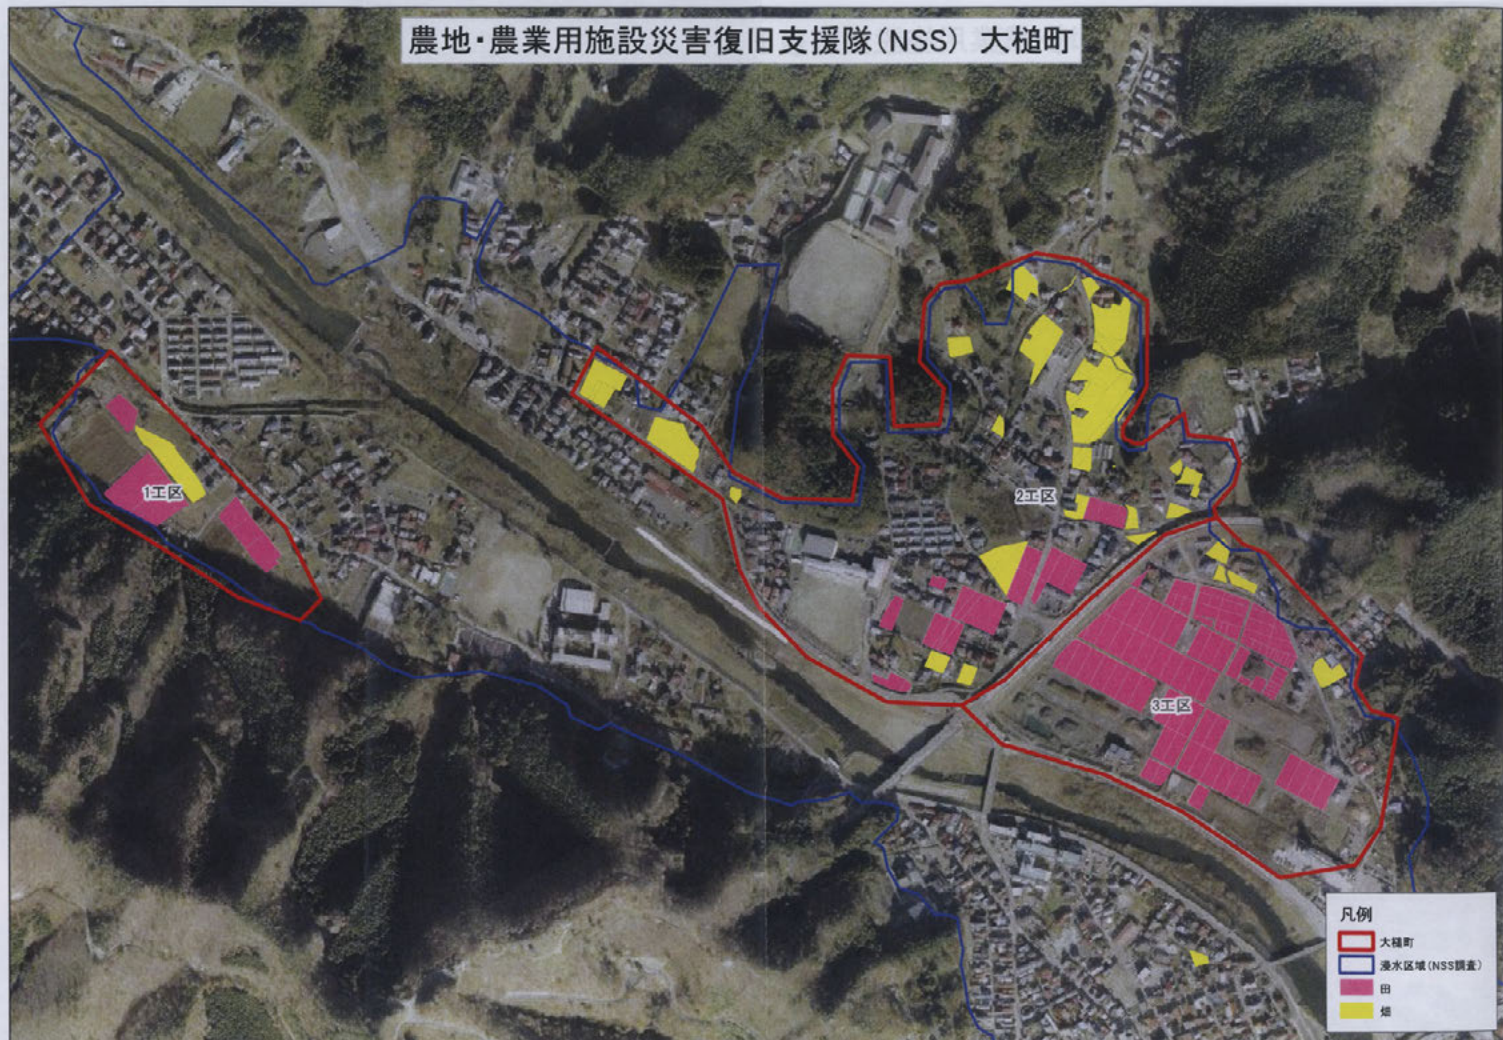 農地・農業用施設災害復旧支援隊(NSS) 大槌町
1工区
2工区
3工区
凡例
大槌町
浸水区域(NSS調査)
田
畑